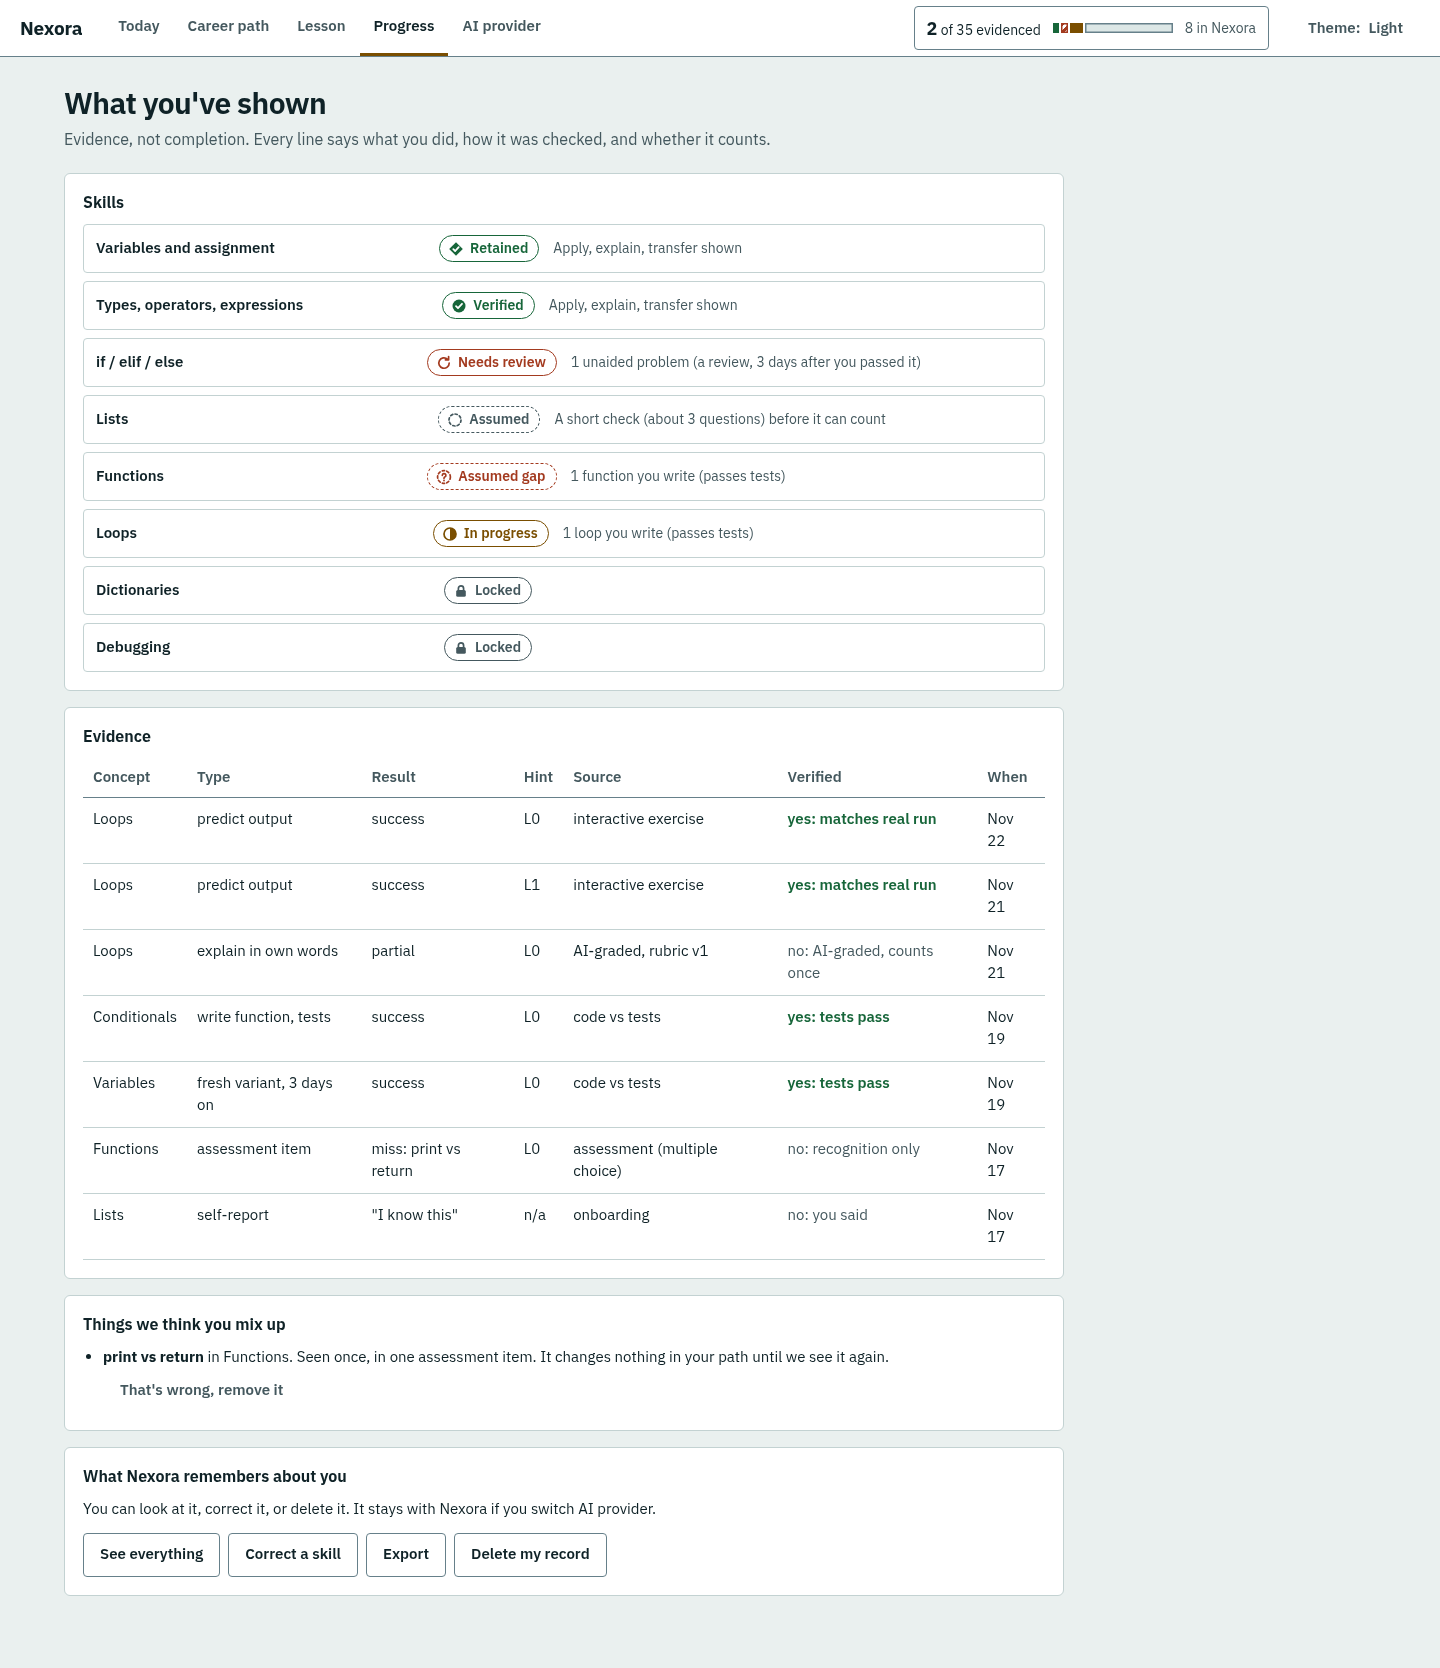 Nexora Today Career path Lesson Progress AI provider 2 of 35 evidenced 8 in Nexora Theme: Light
What you've shown
Evidence, not completion. Every line says what you did, how it was checked, and whether it counts.
Skills
Variables and assignment Retained Apply, explain, transfer shown
Types, operators, expressions Verified Apply, explain, transfer shown
if / elif / else Needs review 1 unaided problem (a review, 3 days after you passed it)
Lists Assumed A short check (about 3 questions) before it can count
Functions Assumed gap 1 function you write (passes tests)
Loops In progress 1 loop you write (passes tests)
Dictionaries Locked
Debugging Locked
Evidence
Concept Type Result Hint Source Verified When
Loops predict output success L0 interactive exercise yes: matches real run Nov
22
Loops predict output success L1 interactive exercise yes: matches real run Nov
21
Loops explain in own words partial L0 AI-graded, rubric v1 no: AI-graded, counts Nov
once 21
Conditionals write function, tests success L0 code vs tests yes: tests pass Nov
19
Variables fresh variant, 3 days success L0 code vs tests yes: tests pass Nov
on 19
Functions assessment item miss: print vs L0 assessment (multiple no: recognition only Nov
return choice) 17
Lists self-report "I know this" n/a onboarding no: you said Nov
17
Things we think you mix up
• print vs return in Functions. Seen once, in one assessment item. It changes nothing in your path until we see it again.
That's wrong, remove it
What Nexora remembers about you
You can look at it, correct it, or delete it. It stays with Nexora if you switch AI provider.
See everything Correct a skill Export Delete my record